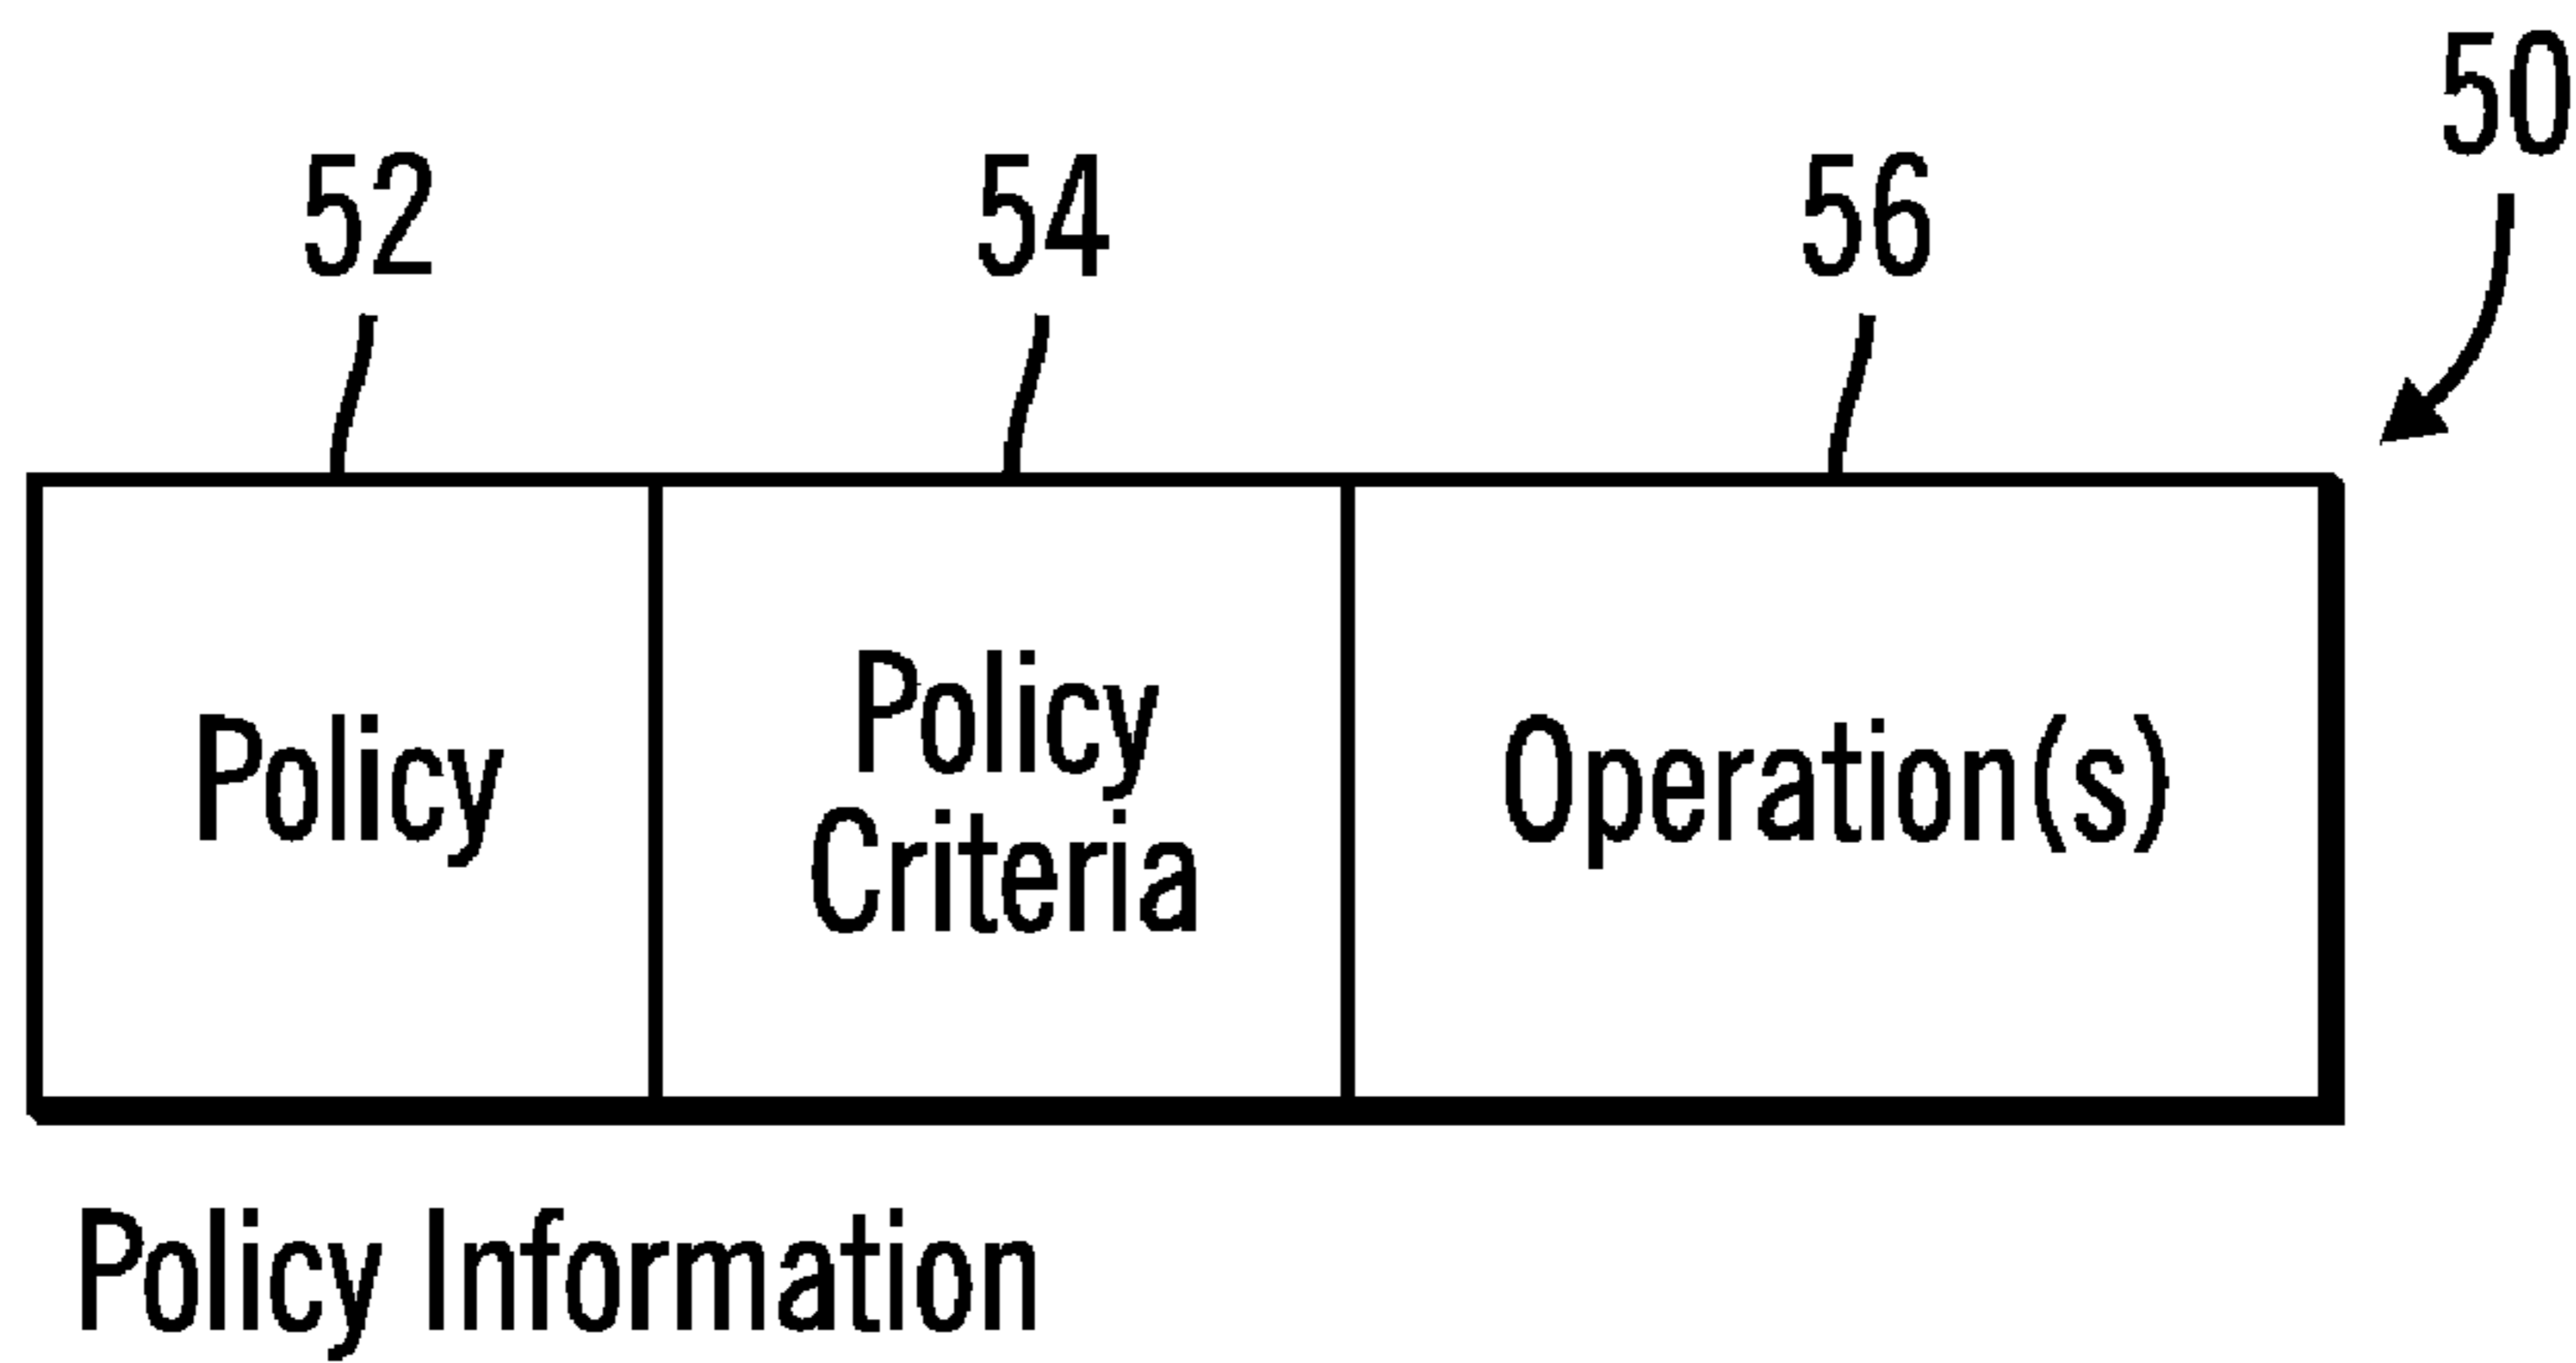 50
52
54
56
Policy
Policy
Criteria
Operation(s)
Policy Information